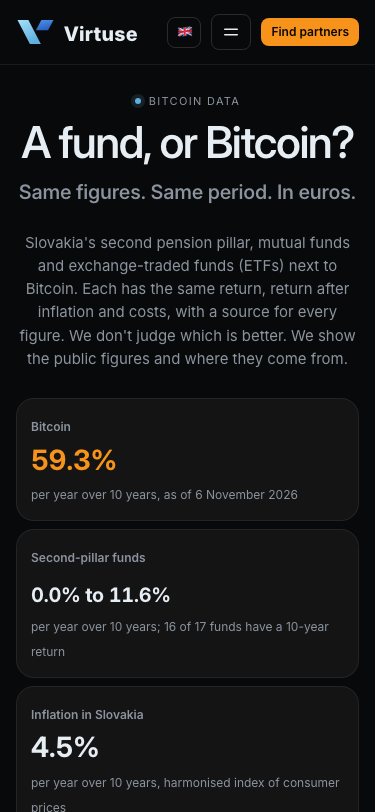 Virtuse
Find partners
BITCOIN DATA
A fund, or Bitcoin?
Same figures. Same period. In euros.
Slovakia's second pension pillar, mutual funds
and exchange-traded funds (ETFs) next to
Bitcoin. Each has the same return, return after
inflation and costs, with a source for every
figure. We don't judge which is better. We show
the public figures and where they come from.
Bitcoin
59.3%
per year over 10 years, as of 6 November 2026
Second-pillar funds
0.0% to 11.6%
per year over 10 years; 16 of 17 funds have a 10-year
return
Inflation in Slovakia
4.5%
per year over 10 years, harmonised index of consumer
prices